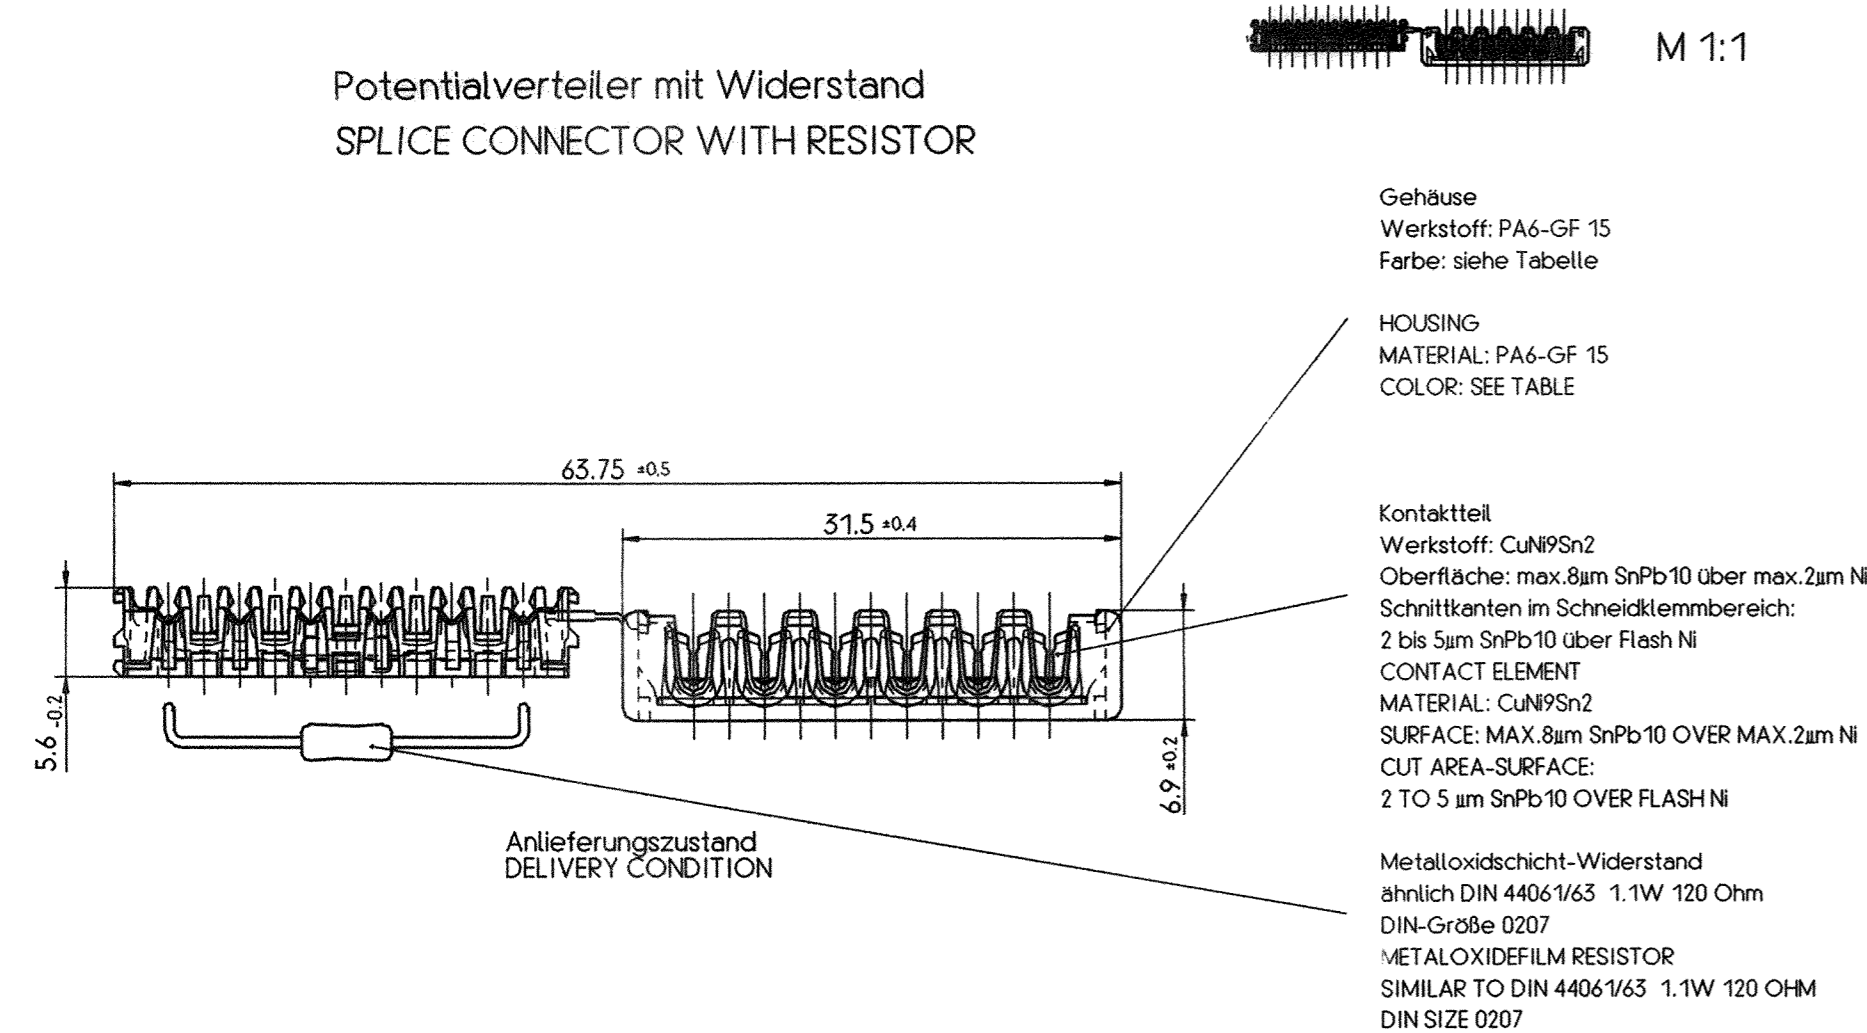 M 1:1
Potentialverteiler mit Widerstand
SPLICE CONNECTOR WITH RESISTOR
Gehäuse
Werkstoff: PA6-GF 15
Farbe: siehe Tabelle
HOUSING
MATERIAL: PA6-GF 15
COLOR: SEE TABLE
63.75 ±0.5
31.5 ±0.4
5.6 -0.2
6.9 ±0.2
Kontaktteil
Werkstoff: CuNi9Sn2
Oberfläche: max.8µm SnPb10 über max.2µm Ni
Schnittkanten im Schneidklemmbereich:
2 bis 5µm SnPb10 über Flash Ni
CONTACT ELEMENT
MATERIAL: CuNi9Sn2
SURFACE: MAX.8µm SnPb10 OVER MAX.2µm Ni
CUT AREA-SURFACE:
2 TO 5 µm SnPb10 OVER FLASH Ni
Anlieferungszustand
DELIVERY CONDITION
Metalloxidschicht-Widerstand
ähnlich DIN 44061/63 1.1W 120 Ohm
DIN-Größe 0207
METALOXIDEFILM RESISTOR
SIMILAR TO DIN 44061/63 1.1W 120 OHM
DIN SIZE 0207